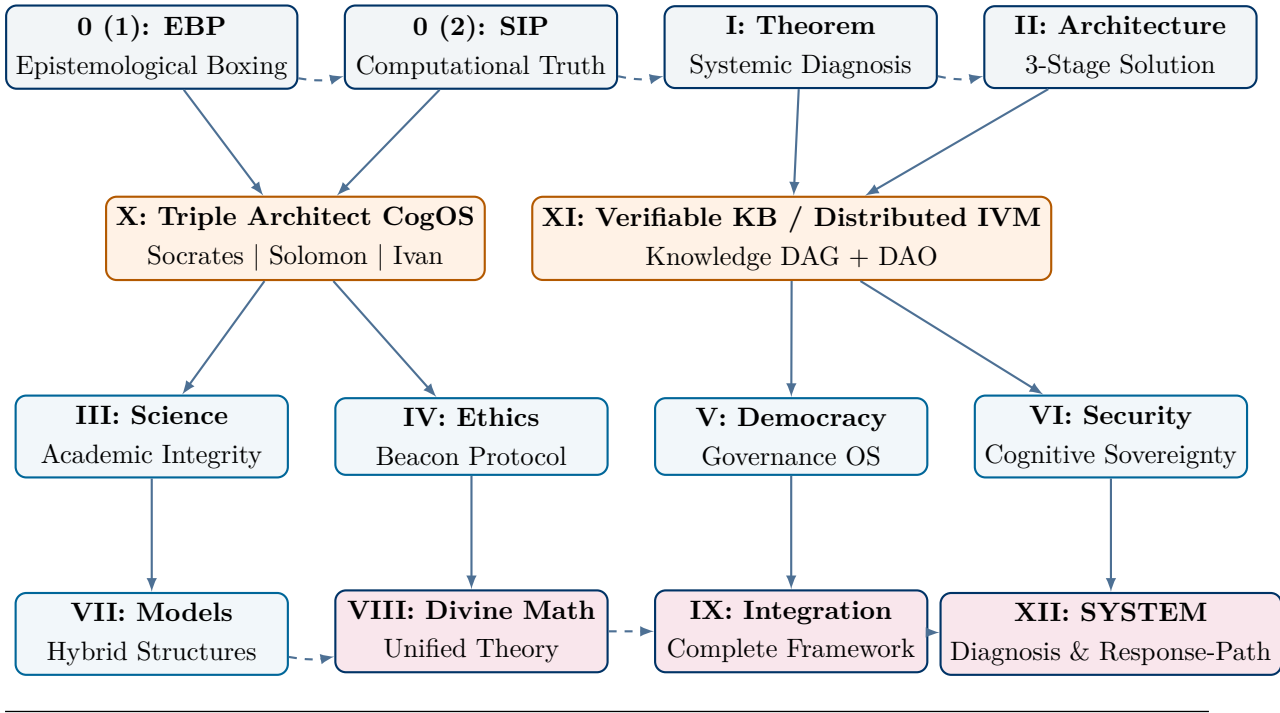 0 (1): EBP
Epistemological Boxing
0 (2): SIP
Computational Truth
I: Theorem
Systemic Diagnosis
II: Architecture
3-Stage Solution
X: Triple Architect CogOS
Socrates | Solomon | Ivan
XI: Verifiable KB / Distributed IVM
Knowledge DAG + DAO
III: Science
Academic Integrity
IV: Ethics
Beacon Protocol
V: Democracy
Governance OS
VI: Security
Cognitive Sovereignty
VII: Models
Hybrid Structures
VIII: Divine Math
Unified Theory
IX: Integration
Complete Framework
XII: SYSTEM
Diagnosis & Response-Path